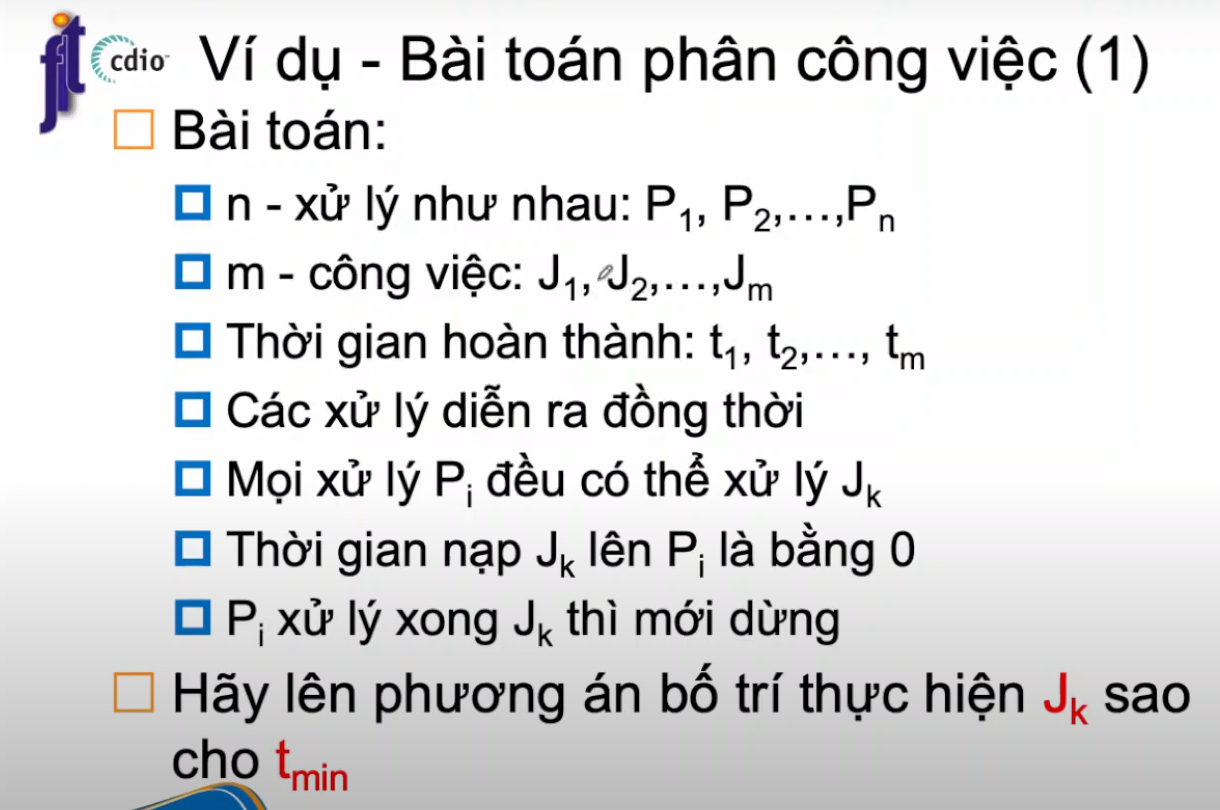 fit
cdio
Ví dụ - Bài toán phân công việc (1)
Bài toán:
n - xử lý như nhau: P1, P2,…,Pn
m - công việc: J1, J2,…,Jm
Thời gian hoàn thành: t1, t2,…, tm
Các xử lý diễn ra đồng thời
Mọi xử lý Pi đều có thể xử lý Jk
Thời gian nạp Jk lên Pi là bằng 0
Pi xử lý xong Jk thì mới dừng
Hãy lên phương án bố trí thực hiện Jk sao
cho tmin